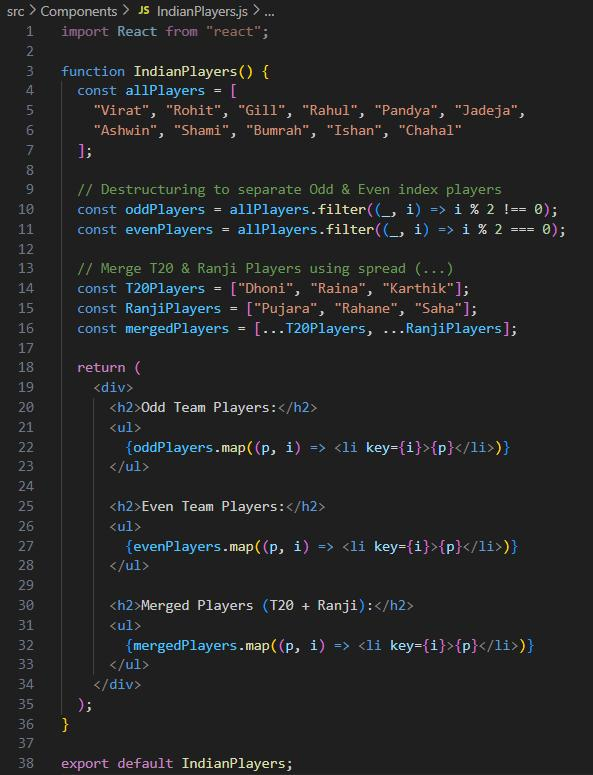 src > Components > JS IndianPlayers.js > ...
1 import React from "react";
2
3 function IndianPlayers() {
4   const allPlayers = [
5     "Virat", "Rohit", "Gill", "Rahul", "Pandya", "Jadeja",
6     "Ashwin", "Shami", "Bumrah", "Ishan", "Chahal"
7   ];
8
9   // Destructuring to separate Odd & Even index players
10   const oddPlayers = allPlayers.filter((_, i) => i % 2 !== 0);
11   const evenPlayers = allPlayers.filter((_, i) => i % 2 === 0);
12
13   // Merge T20 & Ranji Players using spread (...)
14   const T20Players = ["Dhoni", "Raina", "Karthik"];
15   const RanjiPlayers = ["Pujara", "Rahane", "Saha"];
16   const mergedPlayers = [...T20Players, ...RanjiPlayers];
17
18   return (
19     <div>
20       <h2>Odd Team Players:</h2>
21       <ul>
22         {oddPlayers.map((p, i) => <li key={i}>{p}</li>)}
23       </ul>
24
25       <h2>Even Team Players:</h2>
26       <ul>
27         {evenPlayers.map((p, i) => <li key={i}>{p}</li>)}
28       </ul>
29
30       <h2>Merged Players (T20 + Ranji):</h2>
31       <ul>
32         {mergedPlayers.map((p, i) => <li key={i}>{p}</li>)}
33       </ul>
34     </div>
35   );
36 }
37
38 export default IndianPlayers;